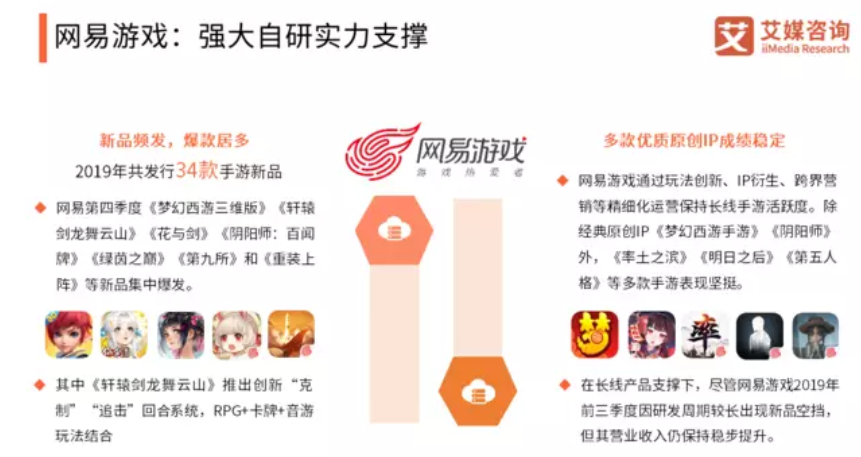 网易游戏：强大自研实力支撑
艾媒咨询
iiMedia Research
新品频发，爆款居多
2019年共发行34款手游新品
网易第四季度《梦幻西游三维版》《轩辕
剑龙舞云山》《花与剑》《阴阳师：百闻
牌》《绿茵之巅》《第九所》和《重装上
阵》等新品集中爆发。
其中《轩辕剑龙舞云山》推出创新“克
制”“追击”回合系统，RPG+卡牌+音游
玩法结合
网易游戏
游戏热爱者
多款优质原创IP成绩稳定
网易游戏通过玩法创新、IP衍生、跨界营
销等精细化运营保持长线手游活跃度。除
经典原创IP《梦幻西游手游》《阴阳师》
外，《率土之滨》《明日之后》《第五人
格》等多款手游表现坚挺。
率
在长线产品支撑下，尽管网易游戏2019年
前三季度因研发周期较长出现新品空挡，
但其营业收入仍保持稳步提升。